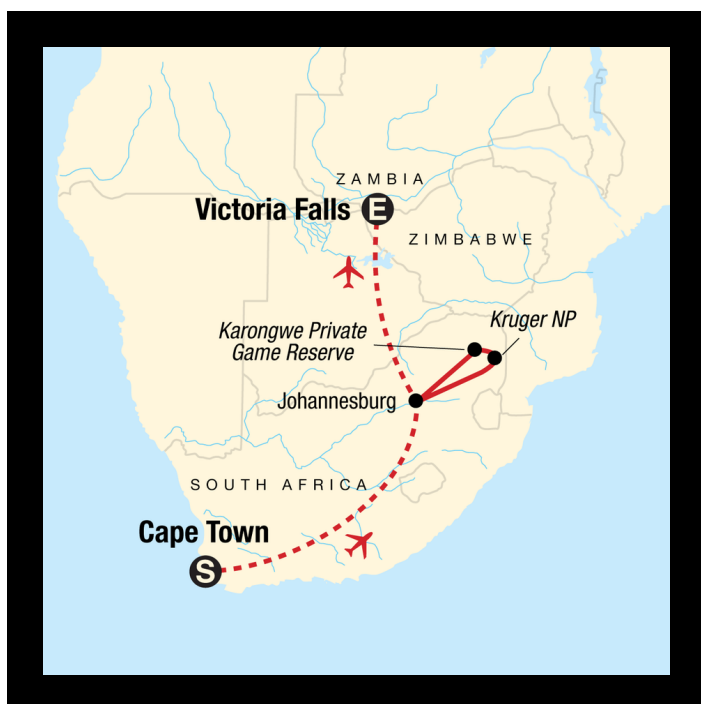 ZAMBIA
Victoria Falls E
ZIMBABWE
Kruger NP
Karongwe Private
Game Reserve
Johannesburg
SOUTH AFRICA
Cape Town
S